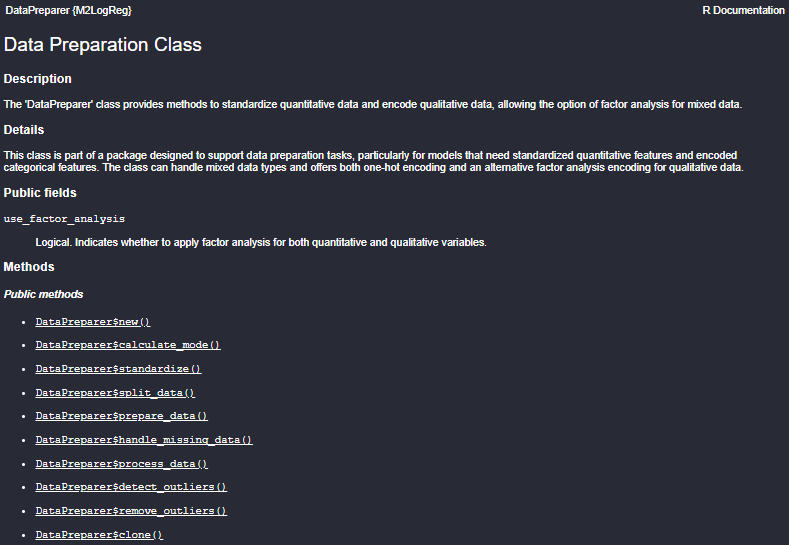 DataPreparer {M2LogReg}
R Documentation
Data Preparation Class
Description
The 'DataPreparer' class provides methods to standardize quantitative data and encode qualitative data, allowing the option of factor analysis for mixed data.
Details
This class is part of a package designed to support data preparation tasks, particularly for models that need standardized quantitative features and encoded
categorical features. The class can handle mixed data types and offers both one-hot encoding and an alternative factor analysis encoding for qualitative data.
Public fields
use_factor_analysis
Logical. Indicates whether to apply factor analysis for both quantitative and qualitative variables.
Methods
Public methods
• DataPreparer$new()
• DataPreparer$calculate_mode()
• DataPreparer$standardize()
• DataPreparer$split_data()
• DataPreparer$prepare_data()
• DataPreparer$handle_missing_data()
• DataPreparer$process_data()
• DataPreparer$detect_outliers()
• DataPreparer$remove_outliers()
• DataPreparer$clone()